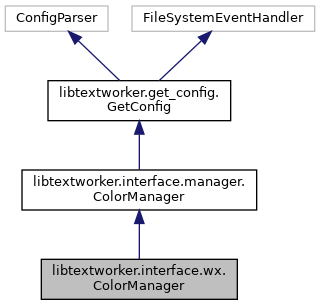 ConfigParser
FileSystemEventHandler
libtextworker.get_config.
GetConfig
libtextworker.interface.manager.
ColorManager
libtextworker.interface.wx.
ColorManager